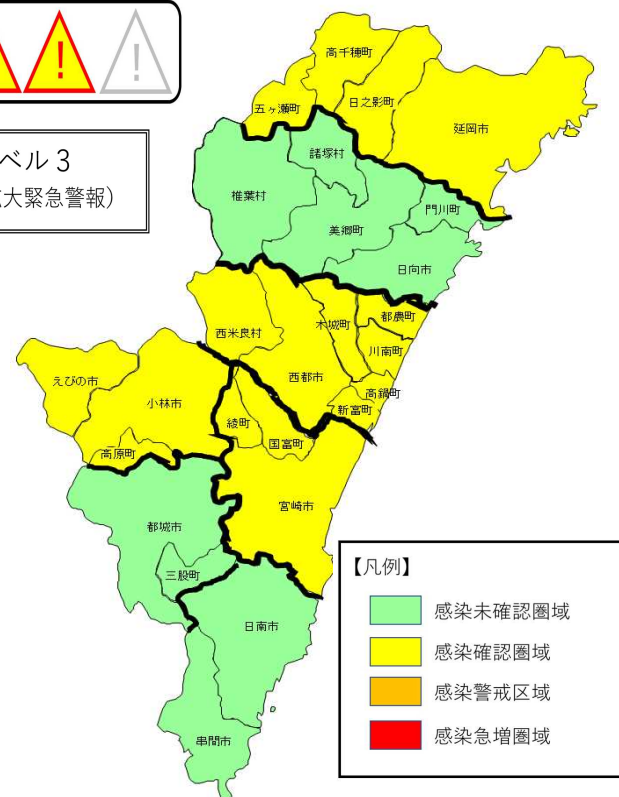 ! !
ベル３
大緊急警報）
高千穂町
日之影町
五ヶ瀬町
延岡市
諸塚村
椎葉村
門川町
美郷町
日向市
木城町
都農町
西米良村
川南町
えびの市
西都市
高鍋町
小林市
新富町
綾町
国富町
高原町
宮崎市
都城市
三股町
日南市
串間市
【凡例】
感染未確認圏域
感染確認圏域
感染警戒区域
感染急増圏域